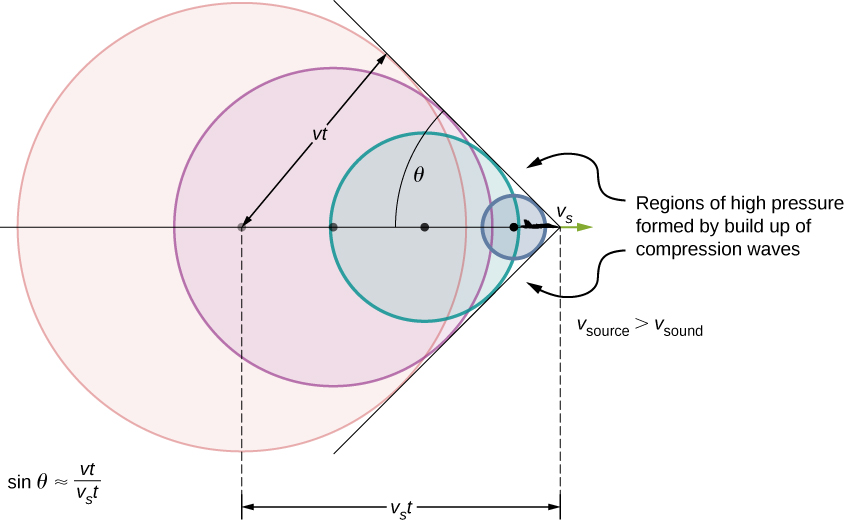 vt
θ
v_s
Regions of high pressure
formed by build up of
compression waves
v_source > v_sound
sin θ ≈ vt / v_s t
v_s t